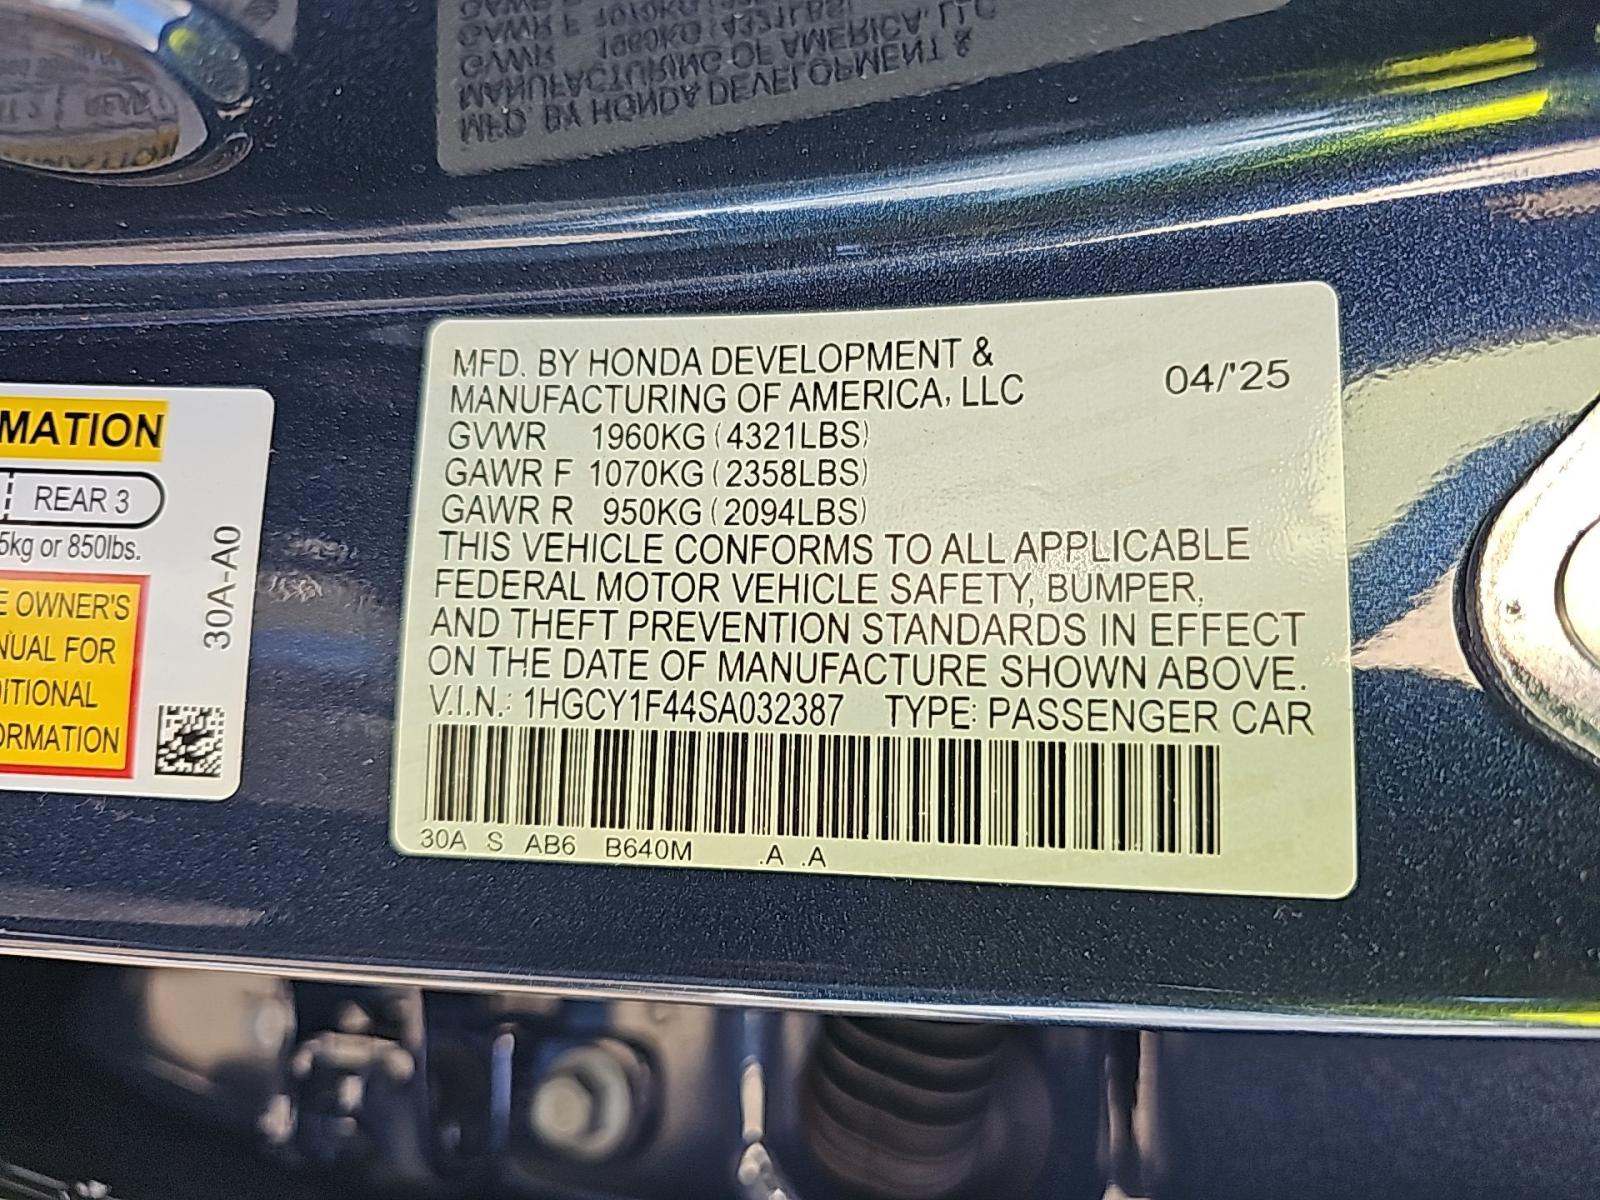 MFD. BY HONDA DEVELOPMENT &
MANUFACTURING OF AMERICA, LLC
04/'25
GVWR 1960KG (4321LBS)
GAWR F 1070KG (2358LBS)
GAWR R 950KG (2094LBS)
THIS VEHICLE CONFORMS TO ALL APPLICABLE
FEDERAL MOTOR VEHICLE SAFETY, BUMPER,
AND THEFT PREVENTION STANDARDS IN EFFECT
ON THE DATE OF MANUFACTURE SHOWN ABOVE.
V.I.N.: 1HGCY1F44SA032387 TYPE: PASSENGER CAR
30A S AB6 B640M .A .A
MATION
REAR 3
5kg or 850lbs.
E OWNER'S
NUAL FOR
DITIONAL
ORMATION
30A-A0